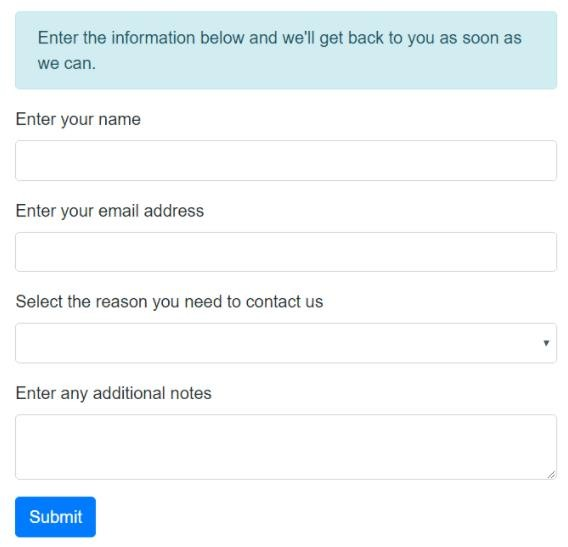 Enter the information below and we'll get back to you as soon as
we can.
Enter your name
Enter your email address
Select the reason you need to contact us
Enter any additional notes
Submit